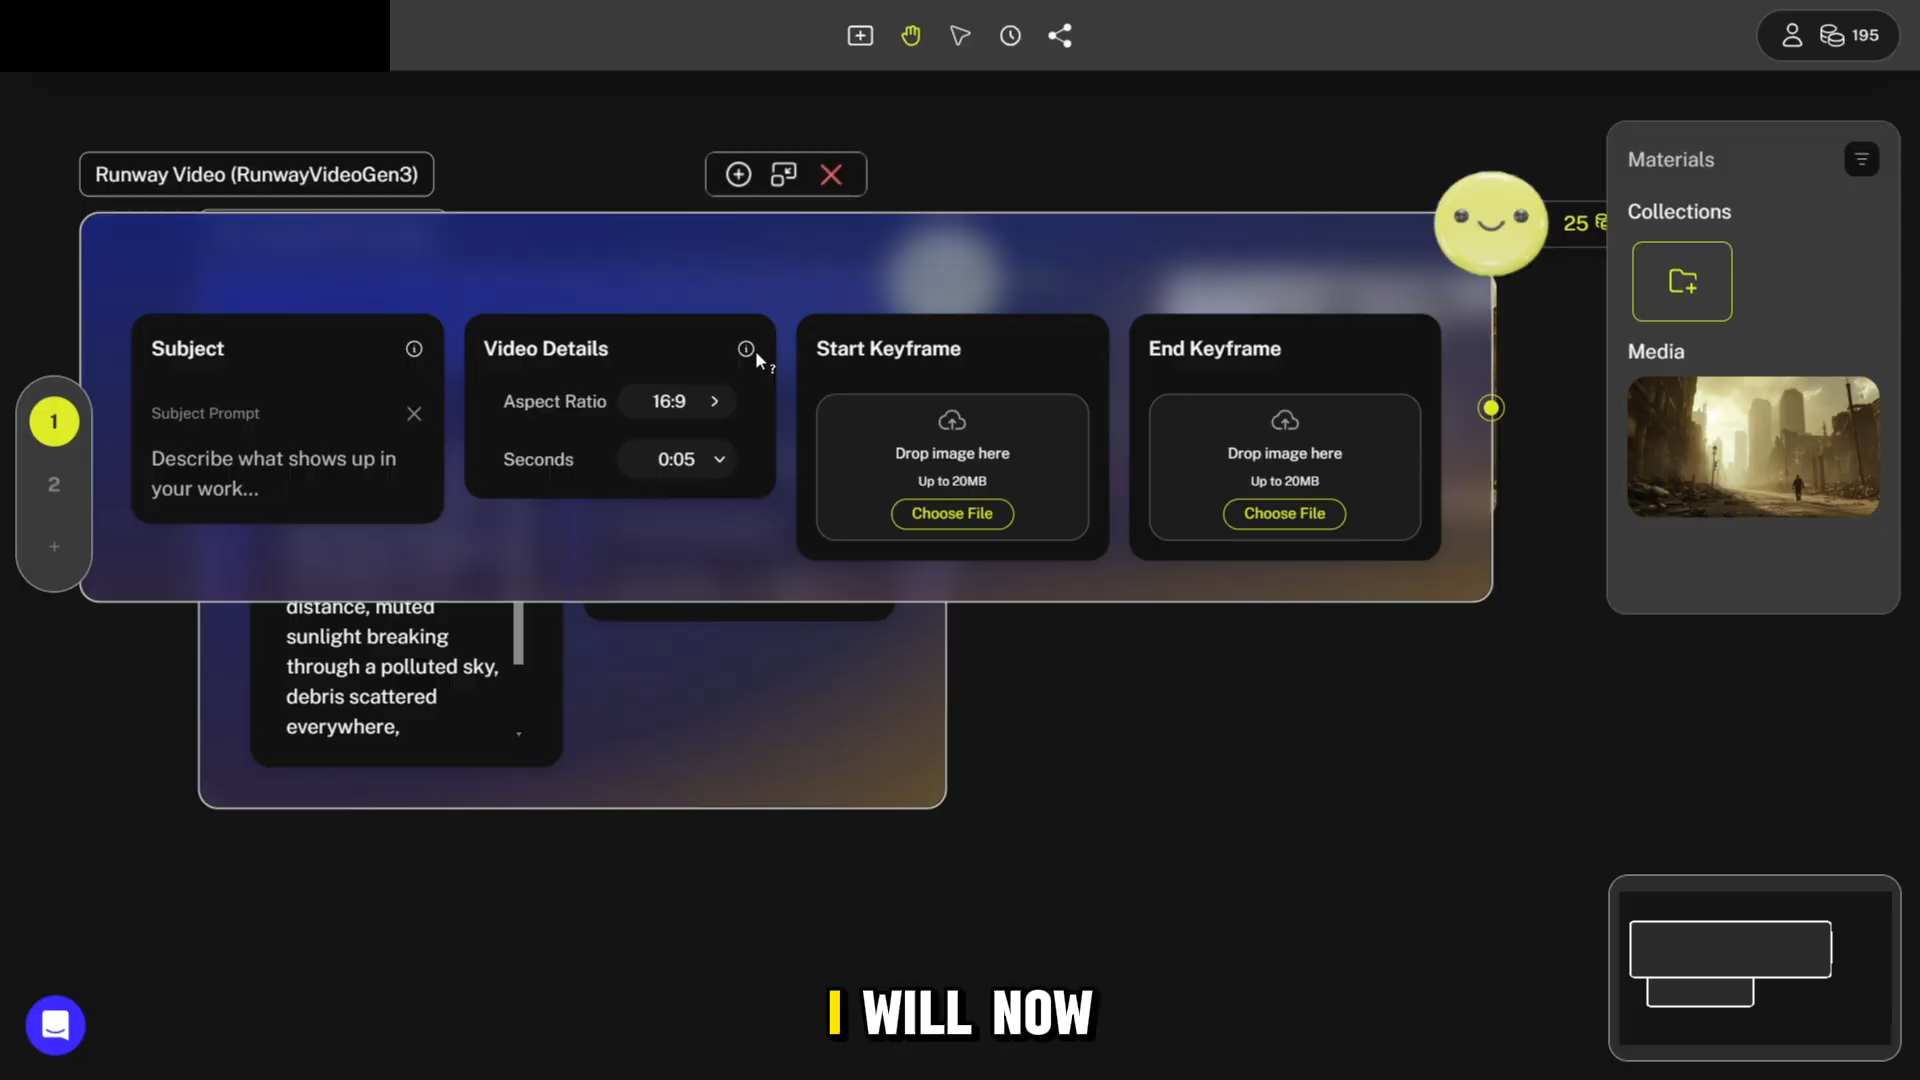 195
Runway Video (RunwayVideoGen3)
25
Materials
Collections
Media
Subject
Subject Prompt
Describe what shows up in
your work...
Video Details
?
Aspect Ratio 16:9
Seconds 0:05
Start Keyframe
Drop image here
Up to 20MB
Choose File
End Keyframe
Drop image here
Up to 20MB
Choose File
1
2
+
distance, muted
sunlight breaking
through a polluted sky,
debris scattered
everywhere,
I WILL NOW